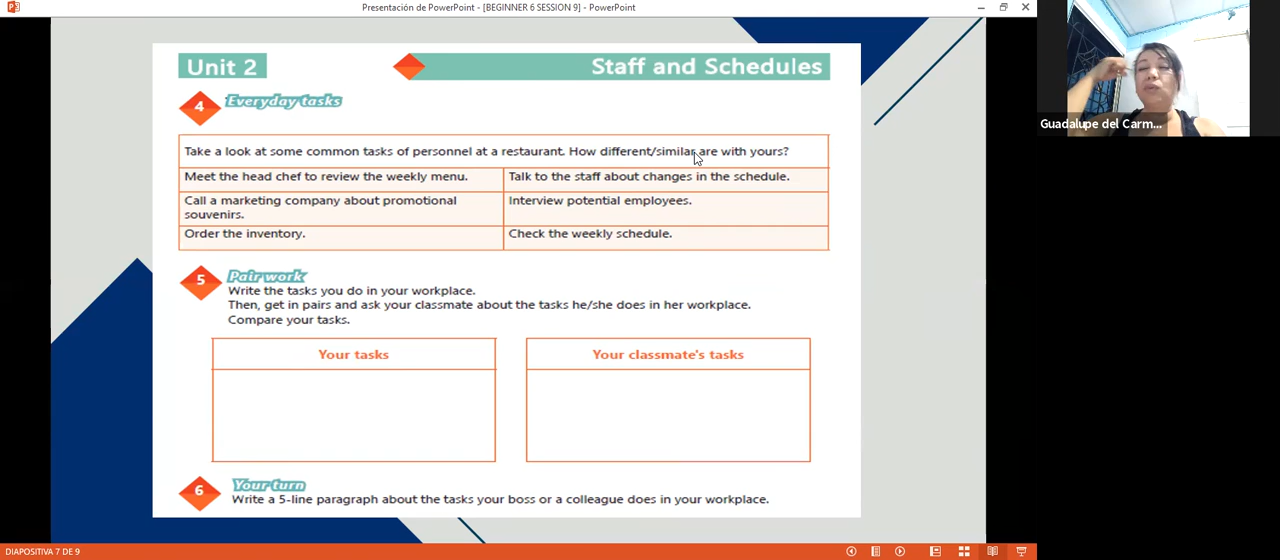 Presentación de PowerPoint - [BEGINNER 6 SESSION 9] - PowerPoint
Guadalupe del Carm...
Unit 2
Staff and Schedules
4
Everyday tasks
Take a look at some common tasks of personnel at a restaurant. How different/similar are with yours?
Meet the head chef to review the weekly menu.
Talk to the staff about changes in the schedule.
Call a marketing company about promotional
souvenirs.
Interview potential employees.
Order the inventory.
Check the weekly schedule.
5
Pair work
Write the tasks you do in your workplace.
Then, get in pairs and ask your classmate about the tasks he/she does in her workplace.
Compare your tasks.
Your tasks
Your classmate's tasks
6
Your turn
Write a 5-line paragraph about the tasks your boss or a colleague does in your workplace.
DIAPOSITIVA 7 DE 9